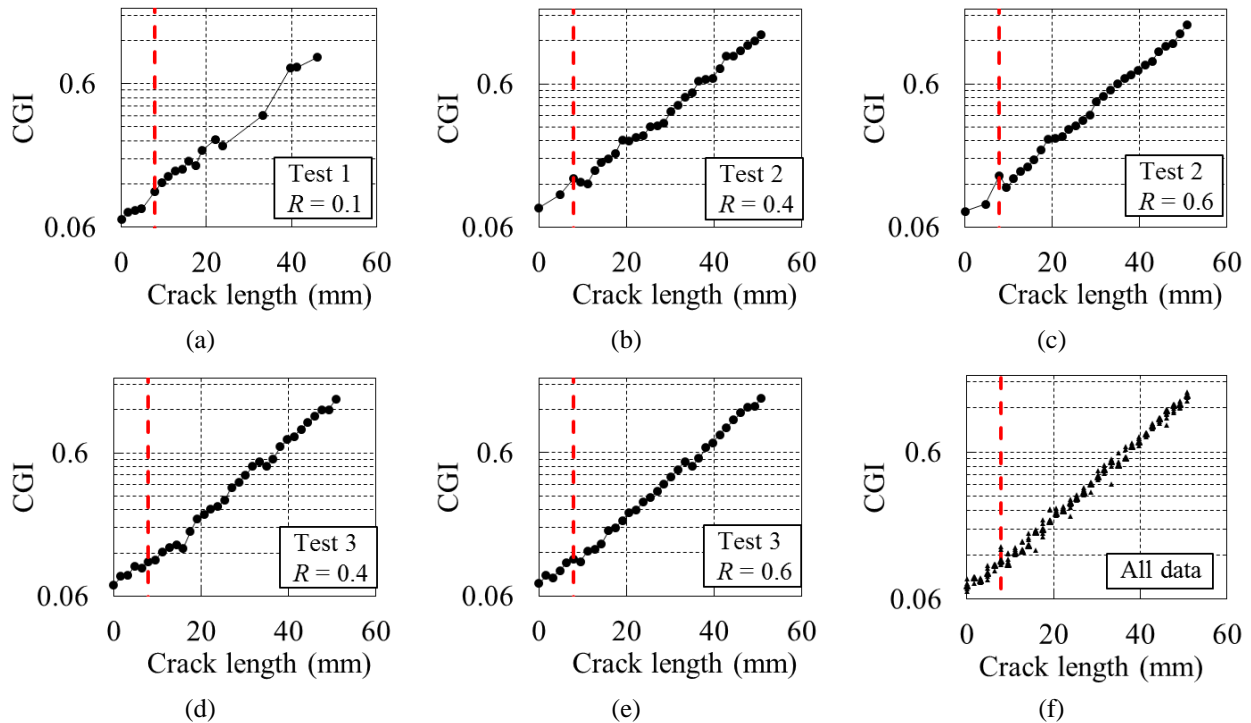 CGI
0.6
0.06
Test 1
R = 0.1
0 20 40 60
Crack length (mm)
(a)
CGI
0.6
0.06
Test 2
R = 0.4
0 20 40 60
Crack length (mm)
(b)
CGI
0.6
0.06
Test 2
R = 0.6
0 20 40 60
Crack length (mm)
(c)
CGI
0.6
0.06
Test 3
R = 0.4
0 20 40 60
Crack length (mm)
(d)
CGI
0.6
0.06
Test 3
R = 0.6
0 20 40 60
Crack length (mm)
(e)
CGI
0.6
0.06
All data
0 20 40 60
Crack length (mm)
(f)